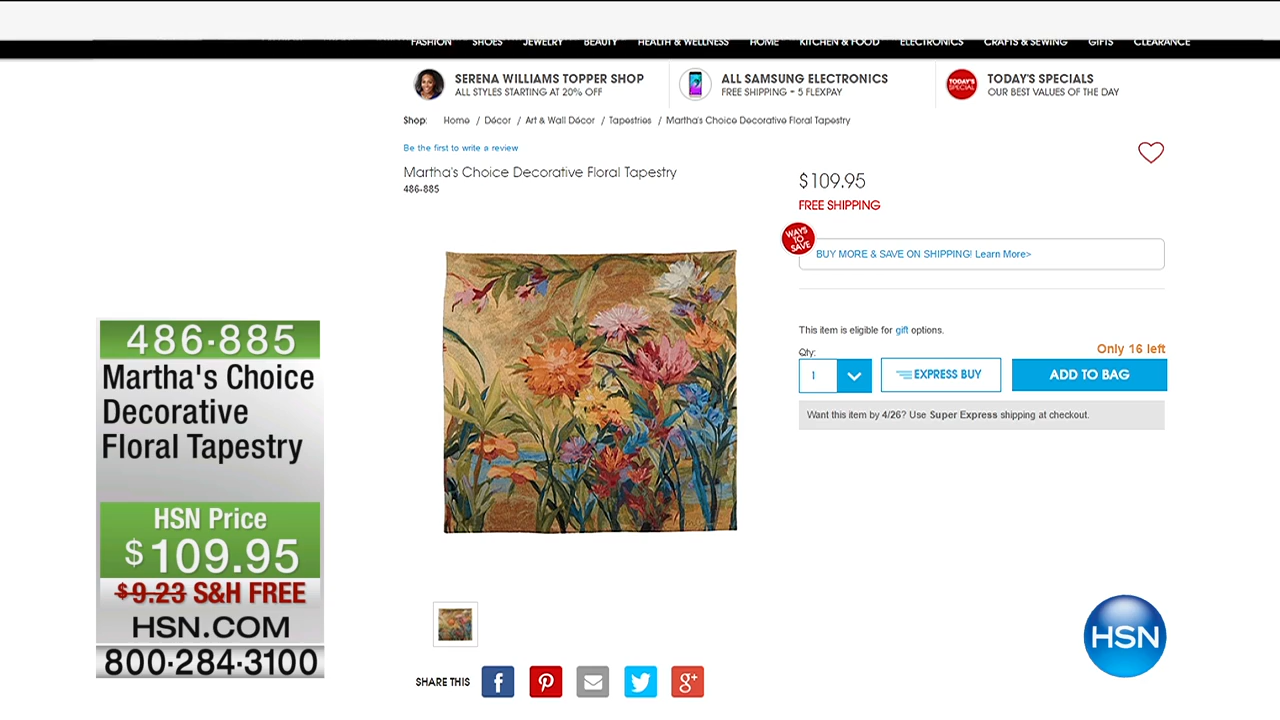 FASHION SHOES JEWELRY BEAUTY HEALTH & WELLNESS HOME KITCHEN & FOOD ELECTRONICS CRAFTS & SEWING GIFTS CLEARANCE
SERENA WILLIAMS TOPPER SHOP
ALL STYLES STARTING AT 20% OFF
ALL SAMSUNG ELECTRONICS
FREE SHIPPING + 5 FLEXPAY
TODAY'S SPECIAL
TODAY'S SPECIALS
OUR BEST VALUES OF THE DAY
Shop: Home / Décor / Art & Wall Décor / Tapestries / Martha's Choice Decorative Floral Tapestry
Be the first to write a review
Martha's Choice Decorative Floral Tapestry
486-885
$109.95
FREE SHIPPING
WAYS
TO
SAVE
BUY MORE & SAVE ON SHIPPING! Learn More>
This item is eligible for gift options.
Only 16 left
Qty:
1
EXPRESS BUY
ADD TO BAG
Want this item by 4/26? Use Super Express shipping at checkout.
486·885
Martha's Choice
Decorative
Floral Tapestry
HSN Price
$109.95
$9.23 S&H FREE
HSN.COM
800·284·3100
SHARE THIS
HSN